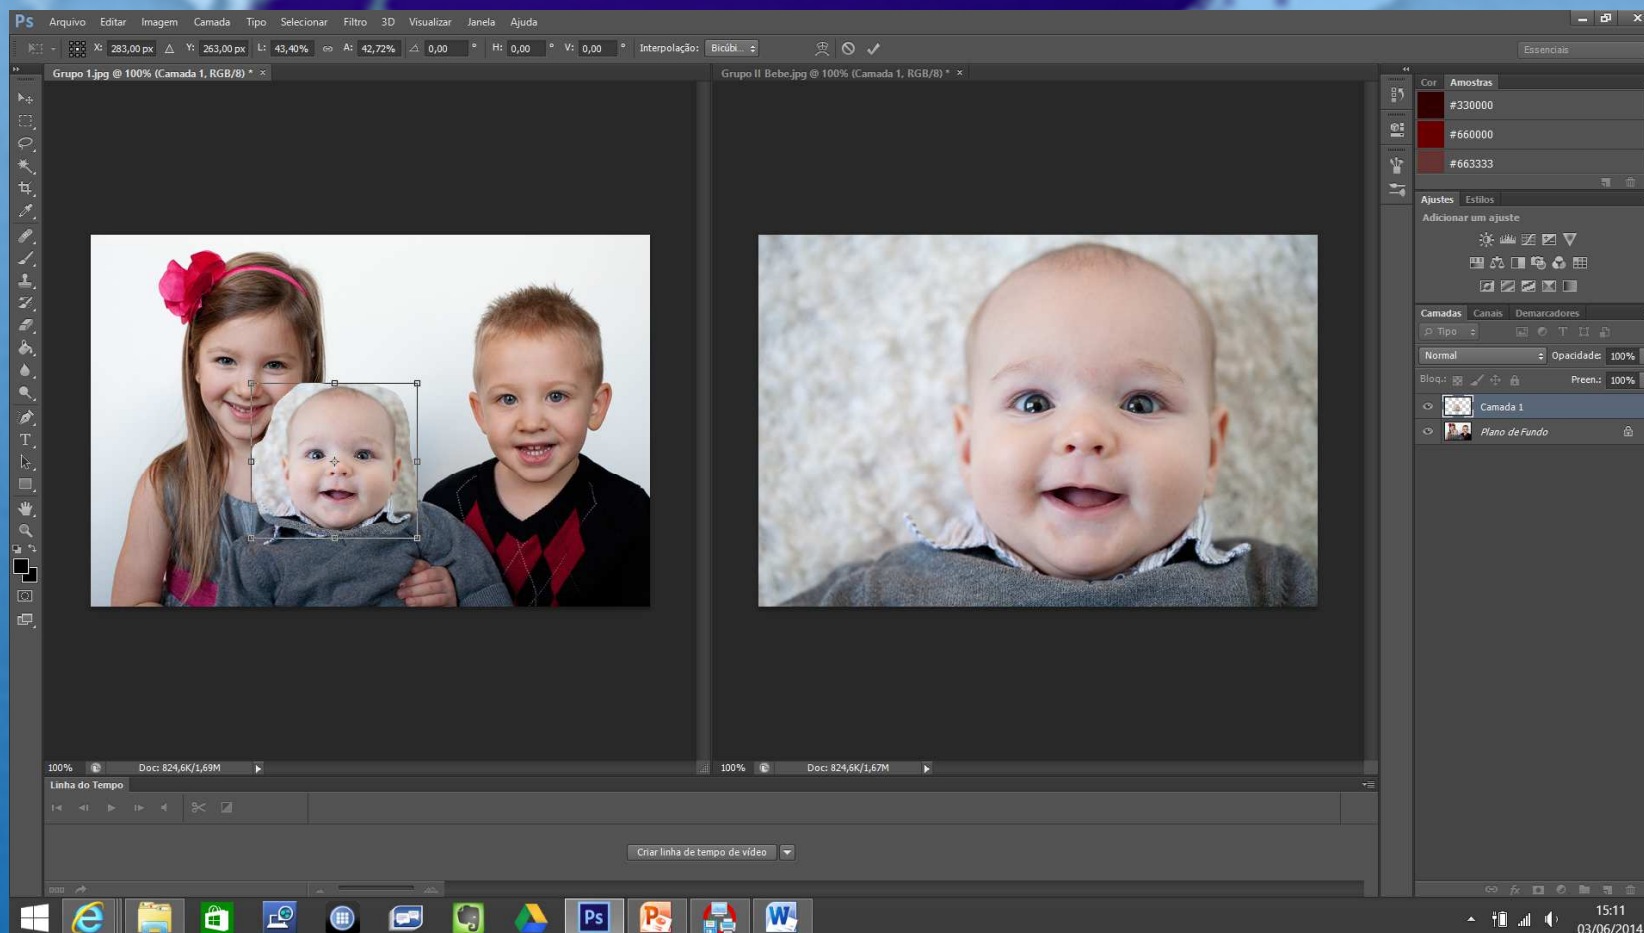 Ps Arquivo Editar Imagem Camada Tipo Selecionar Filtro 3D Visualizar Janela Ajuda
X: 283,00 px Y: 263,00 px L: 43,40% A: 42,72% 0,00 ° H: 0,00 ° V: 0,00 ° Interpolação: Bicúbi...
Essenciais
Grupo 1.jpg @ 100% (Camada 1, RGB/8) * ×
Grupo II Bebe.jpg @ 100% (Camada 1, RGB/8) * ×
Cor Amostras
#330000
#660000
#663333
Ajustes Estilos
Adicionar um ajuste
Camadas Canais Demarcadores
Tipo
Normal Opacidade: 100%
Bloq.: Preen.: 100%
Camada 1
Plano de Fundo
100% Doc: 824,6K/1,69M
100% Doc: 824,6K/1,67M
Linha do Tempo
Criar linha de tempo de vídeo
fx
Ps
15:11
03/06/2014